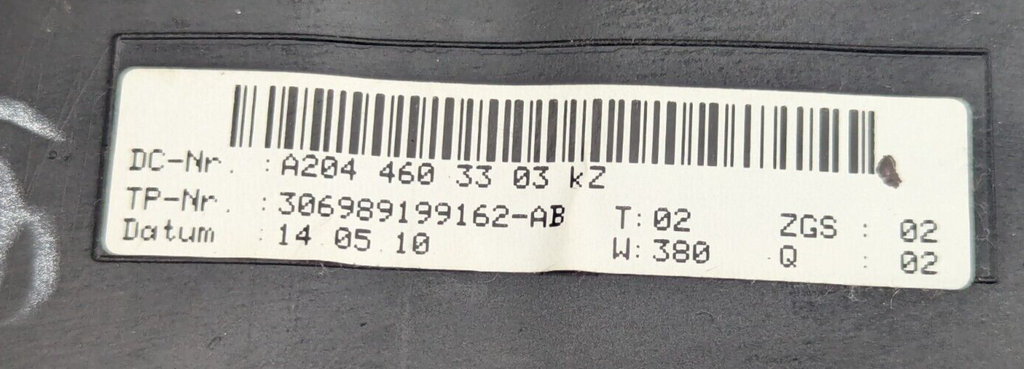 DC-Nr. : A204 460 33 03 kZ
TP-Nr. : 306989199162-AB T: 02 ZGS : 02
Datum : 14 05 10 W: 380 Q : 02